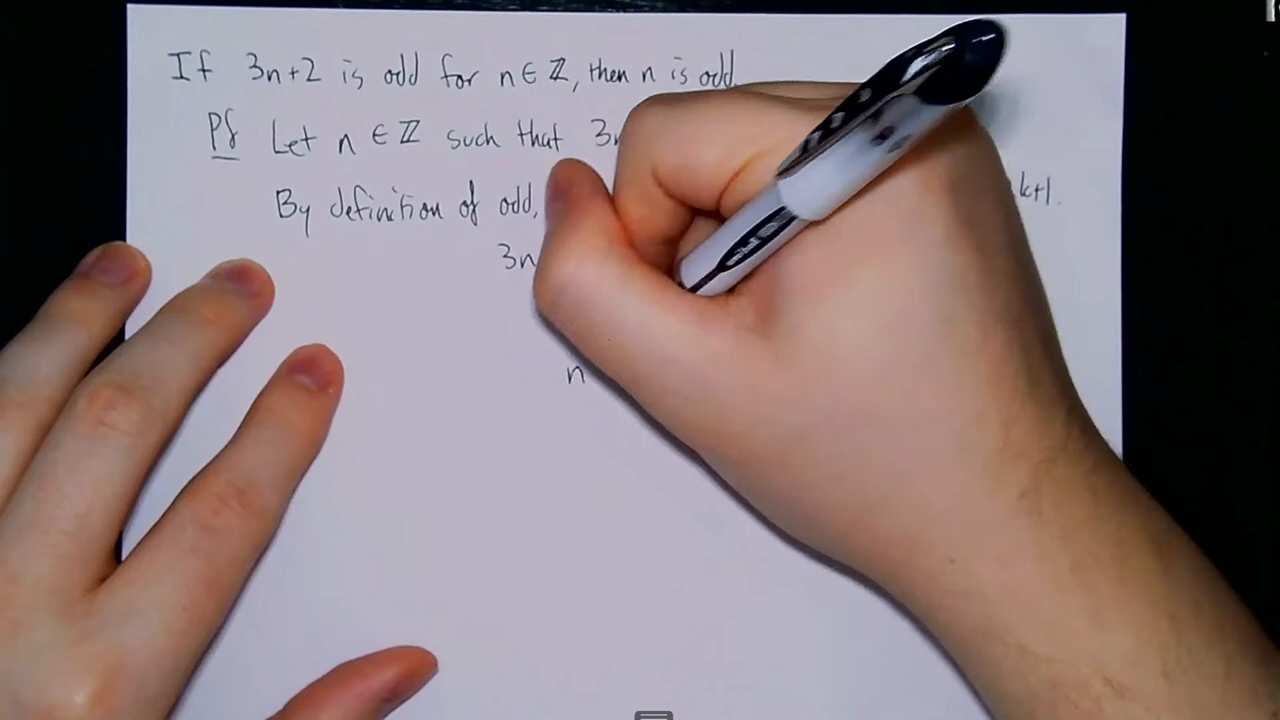 If 3n+2 is odd for n ∈ ℤ, then n is odd
Pf Let n ∈ ℤ such that 3n
By definition of odd, k+1.
3n
n